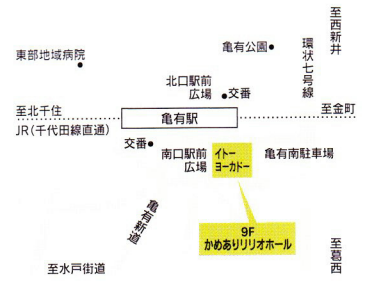 至西新井
環状七号線
亀有公園
東部地域病院
北口駅前
広場
交番
至北千住
亀有駅
至金町
JR(千代田線直通)
交番
南口駅前
広場
イトー
ヨーカドー
亀有南駐車場
亀有新道
9F
かめありリリオホール
至水戸街道
至葛西